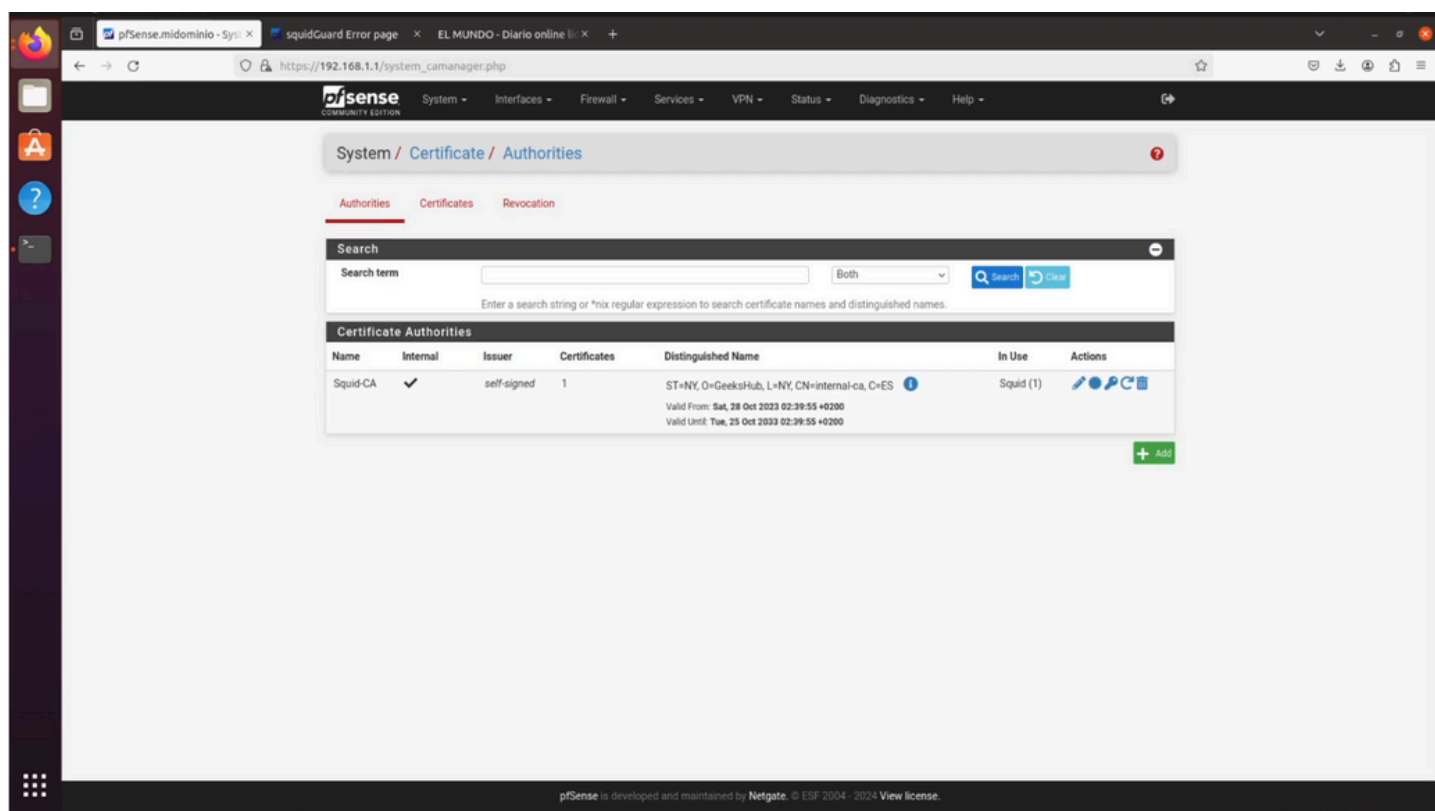 pfSense.midominio - Sys
squidGuard Error page
EL MUNDO - Diario online lí
https://192.168.1.1/system_camanager.php
pfsense
COMMUNITY EDITION
System
Interfaces
Firewall
Services
VPN
Status
Diagnostics
Help
System / Certificate / Authorities
Authorities
Certificates
Revocation
Search
Search term
Both
Search
Clear
Enter a search string or *nix regular expression to search certificate names and distinguished names.
Certificate Authorities
Name Internal Issuer Certificates Distinguished Name In Use Actions
Squid-CA self-signed 1 ST=NY, O=GeeksHub, L=NY, CN=internal-ca, C=ES Squid (1)
Valid From: Sat, 28 Oct 2023 02:39:55 +0200
Valid Until: Tue, 25 Oct 2033 02:39:55 +0200
Add
pfSense is developed and maintained by Netgate. © ESF 2004 - 2024 View license.